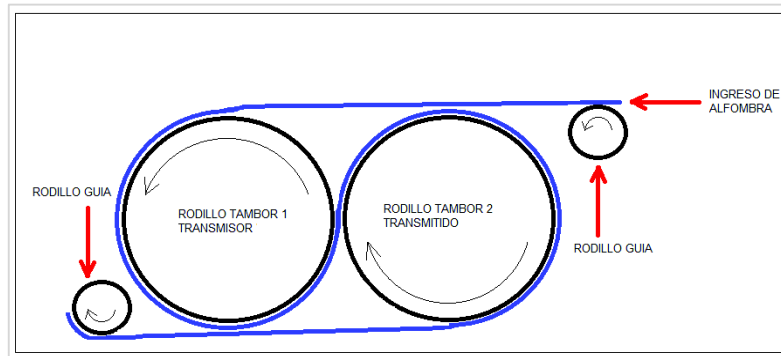 INGRESO DE
ALFOMBRA
RODILLO GUIA
RODILLO TAMBOR 1
TRANSMISOR
RODILLO TAMBOR 2
TRANSMITIDO
RODILLO GUIA